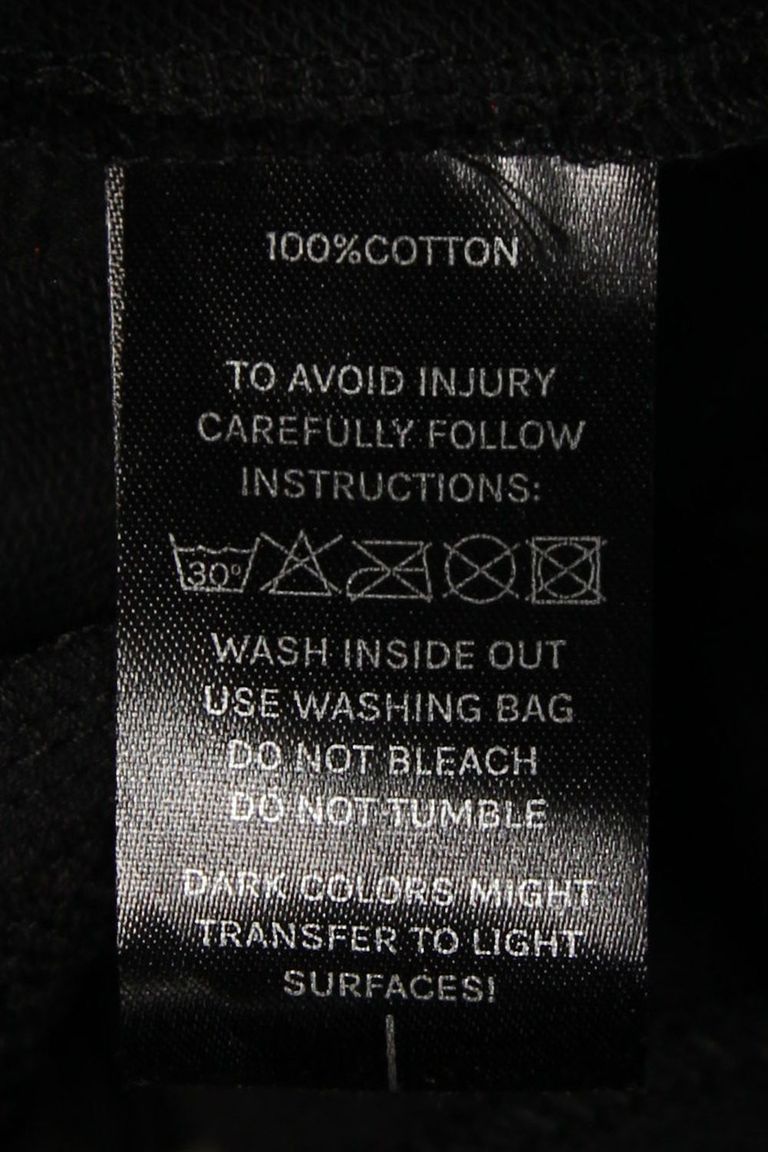 100%COTTON
TO AVOID INJURY
CAREFULLY FOLLOW
INSTRUCTIONS:
30°
WASH INSIDE OUT
USE WASHING BAG
DO NOT BLEACH
DO NOT TUMBLE
DARK COLORS MIGHT
TRANSFER TO LIGHT
SURFACES!